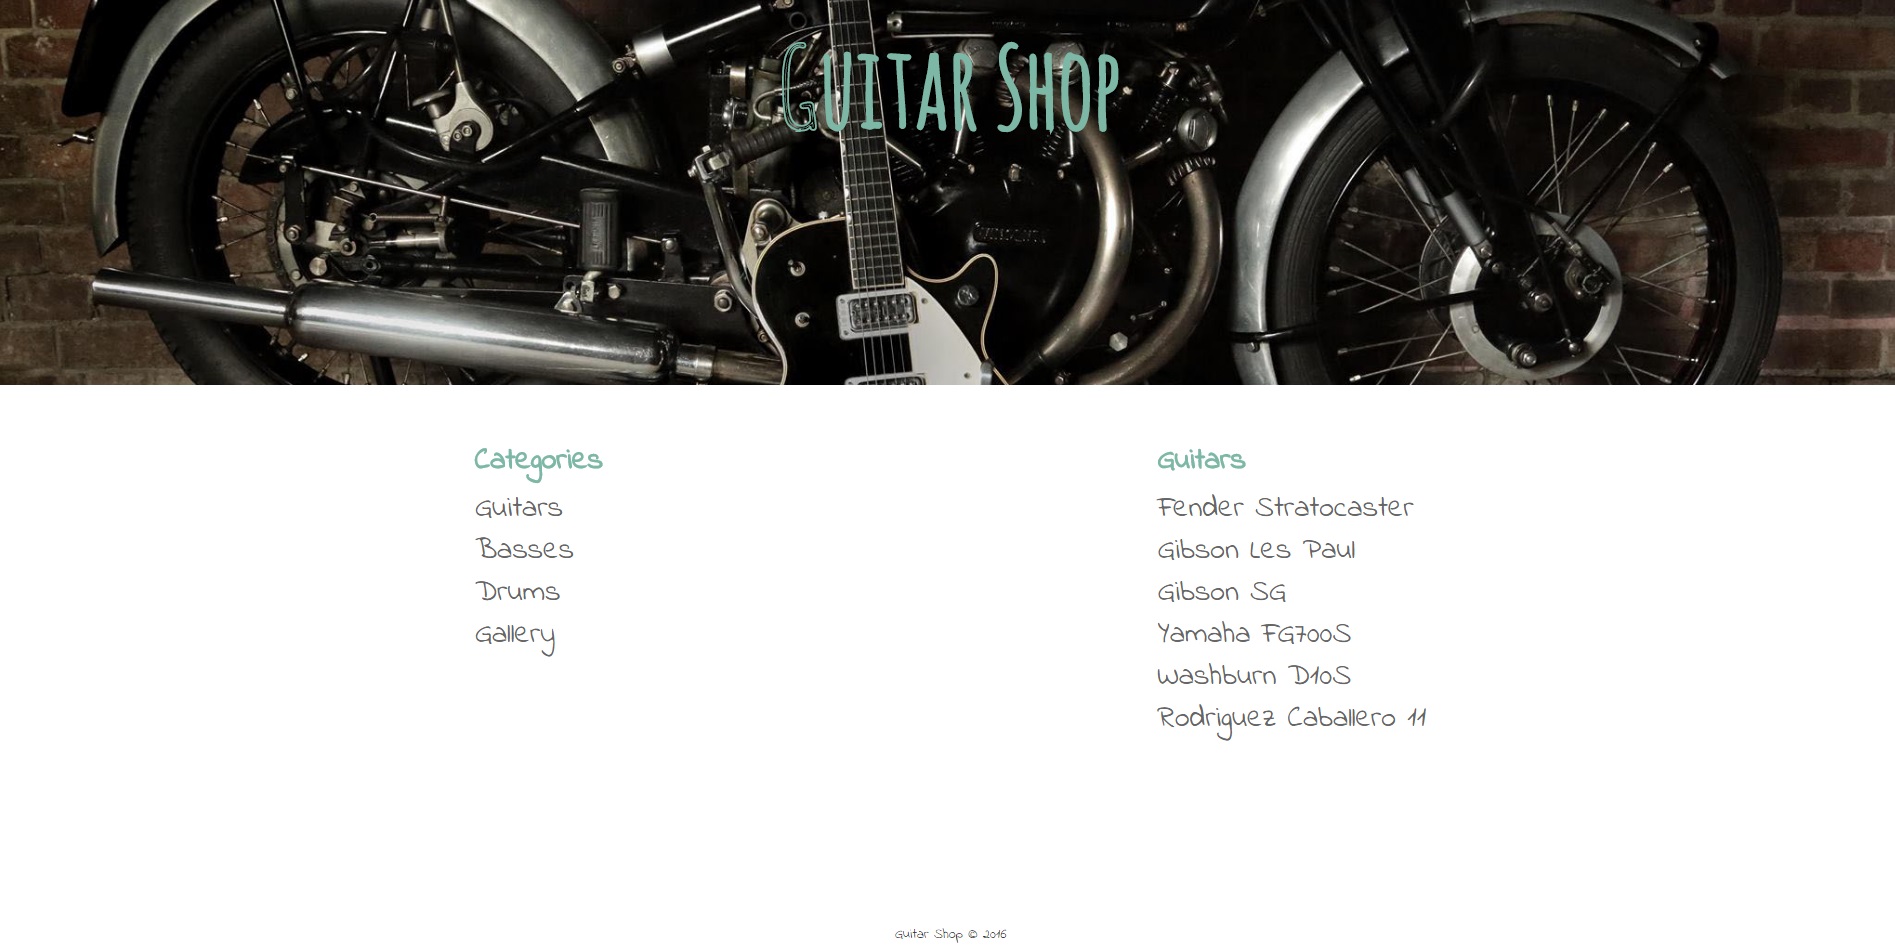 Guitar Shop
Categories
Guitars
Basses
Drums
Gallery
Guitars
Fender Stratocaster
Gibson Les Paul
Gibson SG
Yamaha FG700S
Washburn D10S
Rodriguez Caballero 11
Guitar Shop © 2016